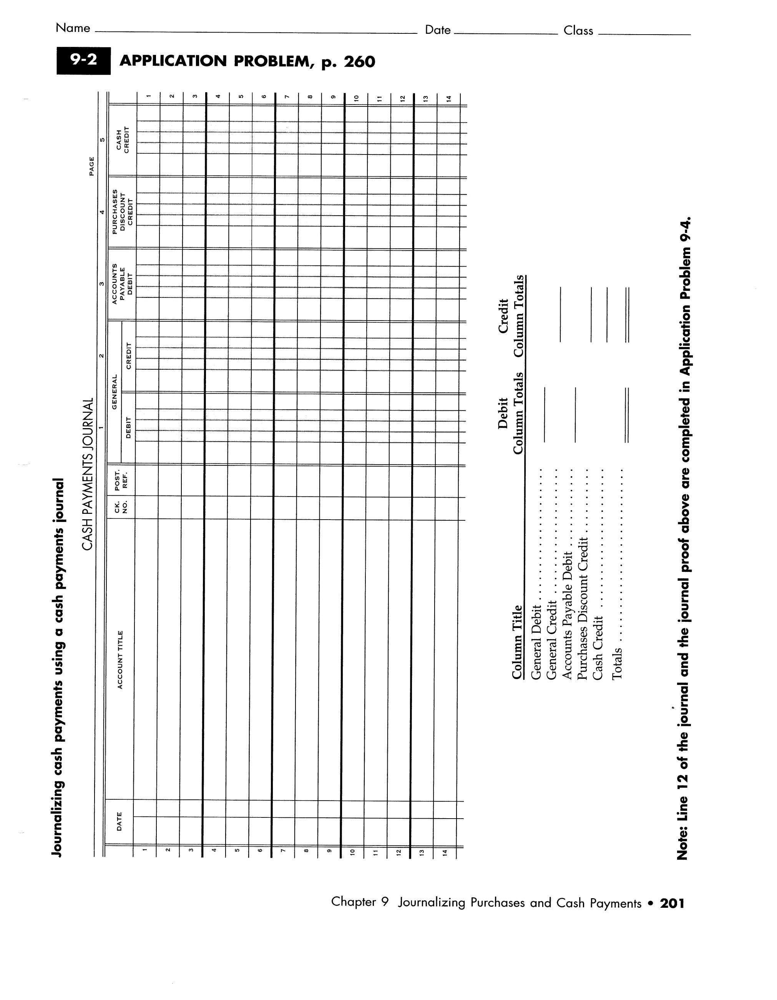 Name Date Class
9-2 APPLICATION PROBLEM, p. 260
Journalizing cash payments using a cash payments journal
CASH PAYMENTS JOURNAL PAGE
1 2 3 4 5
DATE ACCOUNT TITLE CK. NO. POST. REF. GENERAL DEBIT CREDIT ACCOUNTS PAYABLE DEBIT PURCHASES DISCOUNT CREDIT CASH CREDIT
1 1
2 2
3 3
4 4
5 5
6 6
7 7
8 8
9 9
10 10
11 11
12 12
13 13
14 14
Debit Credit
Column Title Column Totals Column Totals
General Debit
General Credit
Accounts Payable Debit
Purchases Discount Credit
Cash Credit
Totals
Note: Line 12 of the journal and the journal proof above are completed in Application Problem 9-4.
Chapter 9 Journalizing Purchases and Cash Payments • 201